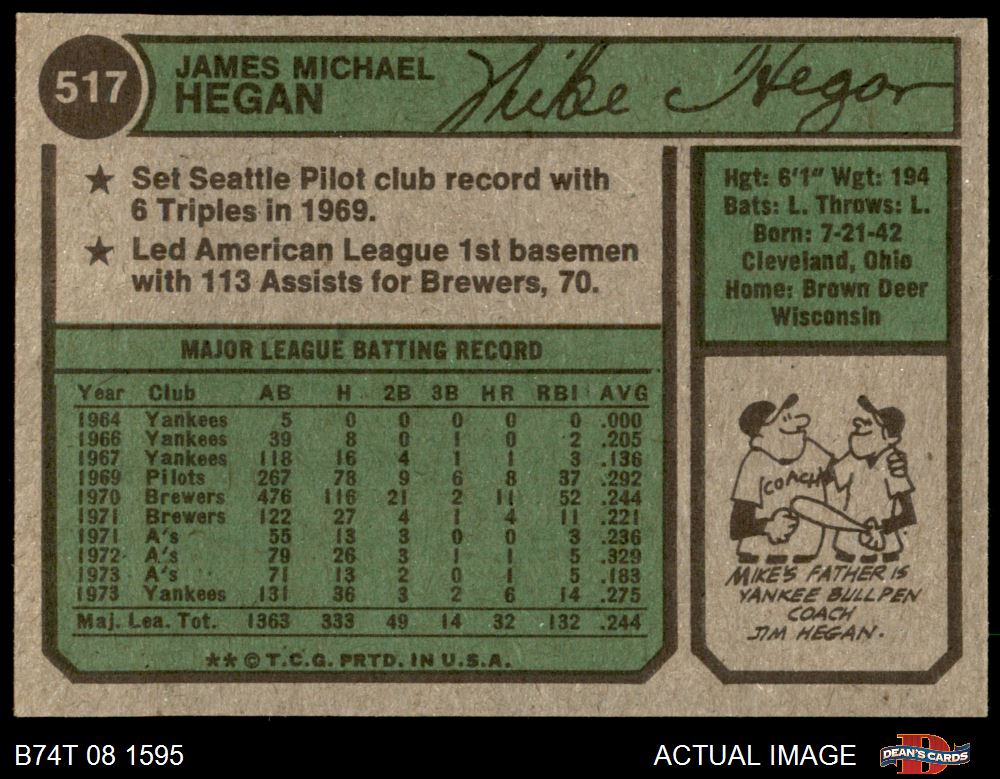 517
JAMES MICHAEL
HEGAN
Mike Hegan
★ Set Seattle Pilot club record with
6 Triples in 1969.
★ Led American League 1st basemen
with 113 Assists for Brewers, 70.
Hgt: 6'1" Wgt: 194
Bats: L. Throws: L.
Born: 7-21-42
Cleveland, Ohio
Home: Brown Deer
Wisconsin
MAJOR LEAGUE BATTING RECORD
Year Club AB H 2B 3B HR RBI AVG
1964 Yankees 5 0 0 0 0 0 .000
1966 Yankees 39 8 0 1 0 2 .205
1967 Yankees 118 16 4 1 1 3 .136
1969 Pilots 267 78 9 6 8 37 .292
1970 Brewers 476 116 21 2 11 52 .244
1971 Brewers 122 27 4 1 4 11 .221
1971 A's 55 13 3 0 0 3 .236
1972 A's 79 26 3 1 1 5 .329
1973 A's 71 13 2 0 1 5 .183
1973 Yankees 131 36 3 2 6 14 .275
Maj. Lea. Tot. 1363 333 49 14 32 132 .244
** © T.C.G. PRTD. IN U.S.A.
COACH
Y
MIKE'S FATHER IS
YANKEE BULLPEN
COACH
JIM HEGAN.
B74T 08 1595
ACTUAL IMAGE
DEAN'S CARDS